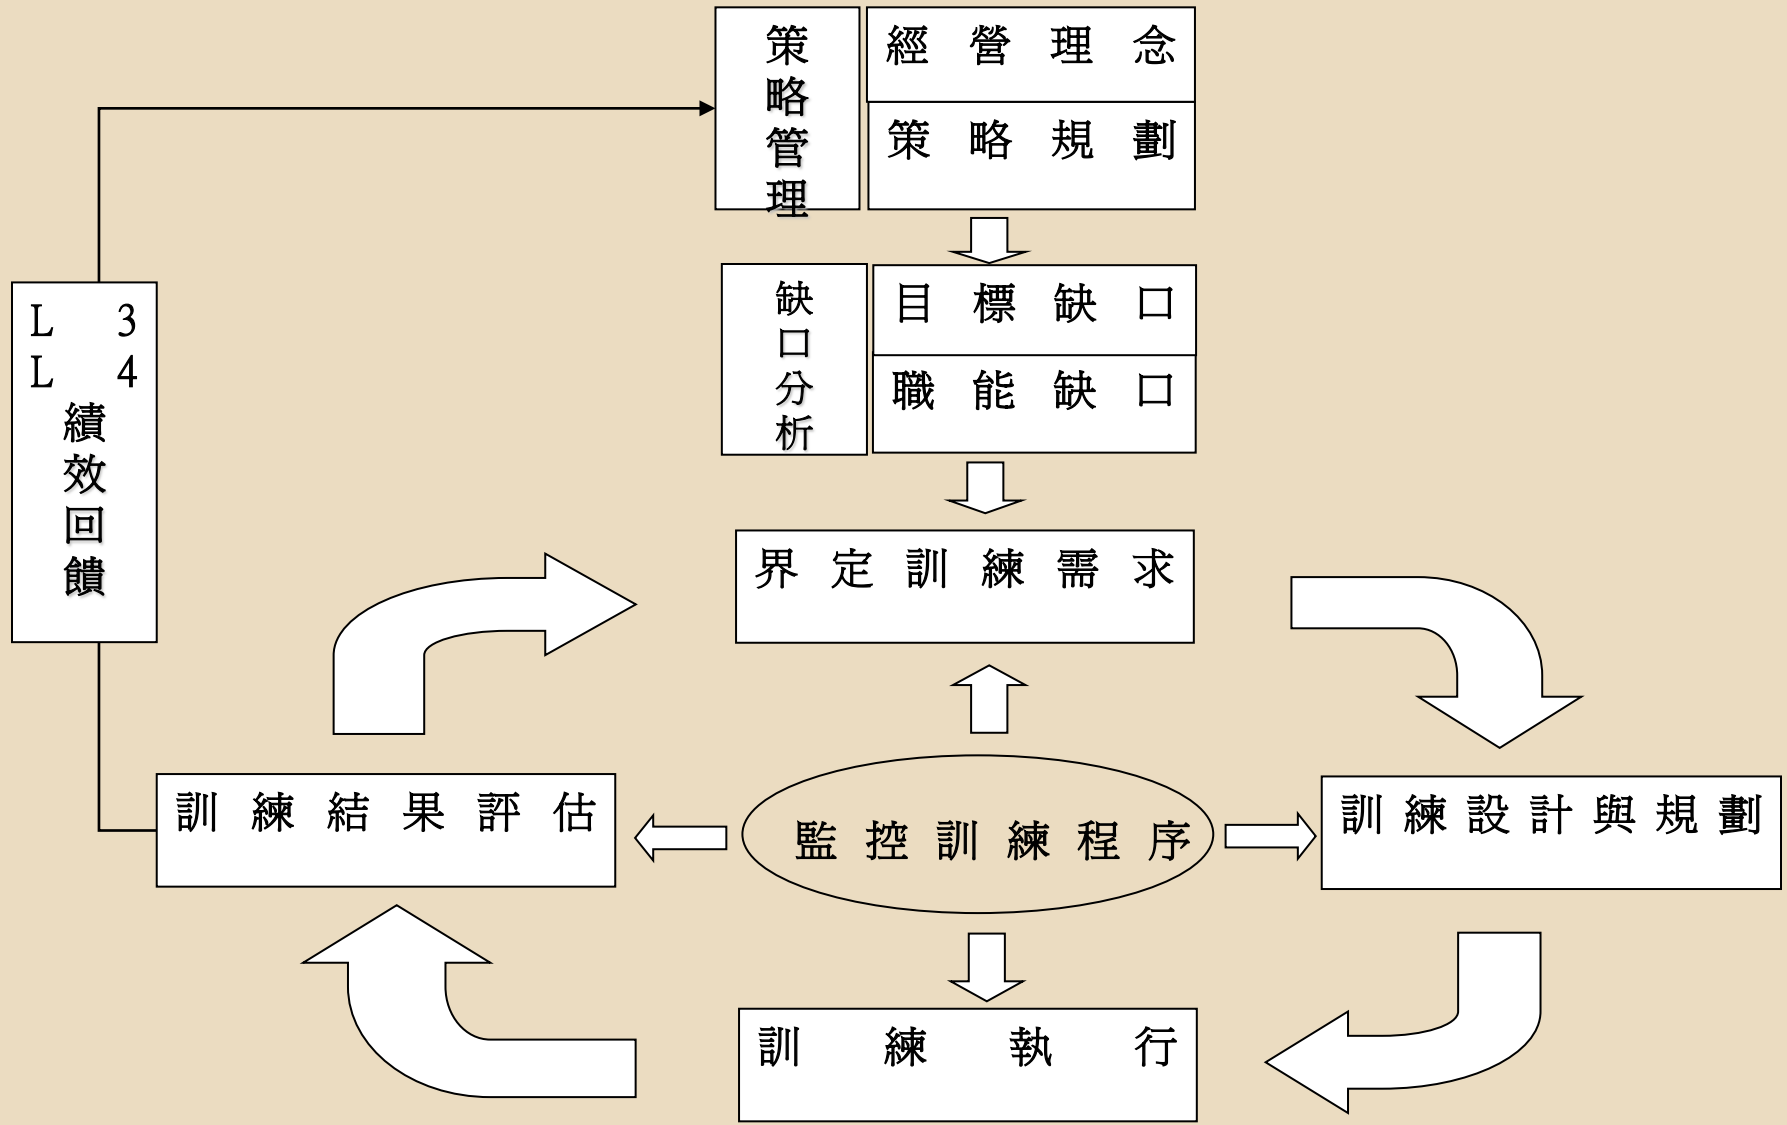 策略管理
經營理念
策略規劃
缺口分析
目標缺口
職能缺口
L3
L4
績效回饋
界定訓練需求
訓練結果評估
監控訓練程序
訓練設計與規劃
訓練執行